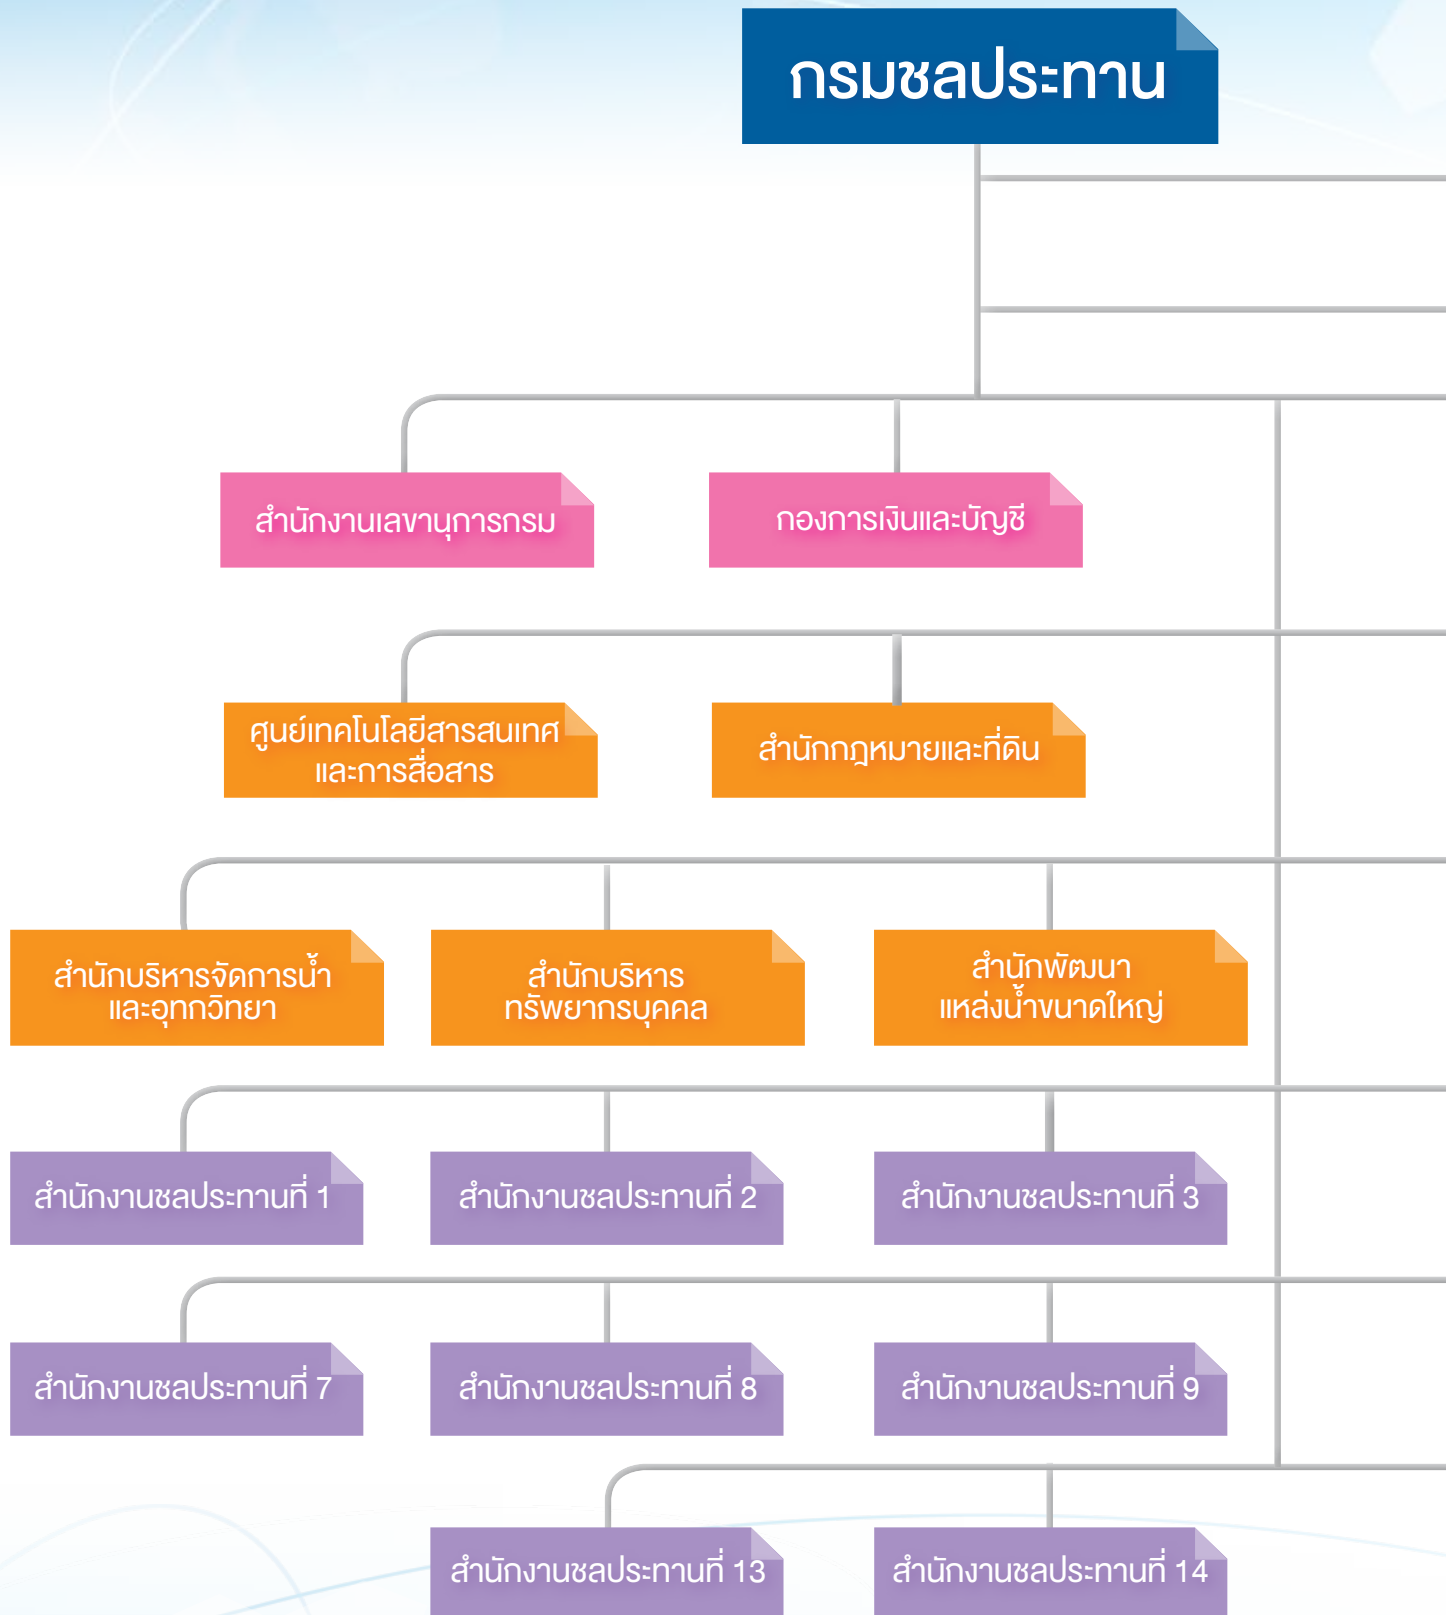 กรมชลประทาน
สำนักงานเลขานุการกรม
กองการเงินและบัญชี
ศูนย์เทคโนโลยีสารสนเทศ
และการสื่อสาร
สำนักกฎหมายและที่ดิน
สำนักบริหารจัดการน้ำ
และอุทกวิทยา
สำนักบริหาร
ทรัพยากรบุคคล
สำนักพัฒนา
แหล่งน้ำขนาดใหญ่
สำนักงานชลประทานที่ 1
สำนักงานชลประทานที่ 2
สำนักงานชลประทานที่ 3
สำนักงานชลประทานที่ 7
สำนักงานชลประทานที่ 8
สำนักงานชลประทานที่ 9
สำนักงานชลประทานที่ 13
สำนักงานชลประทานที่ 14